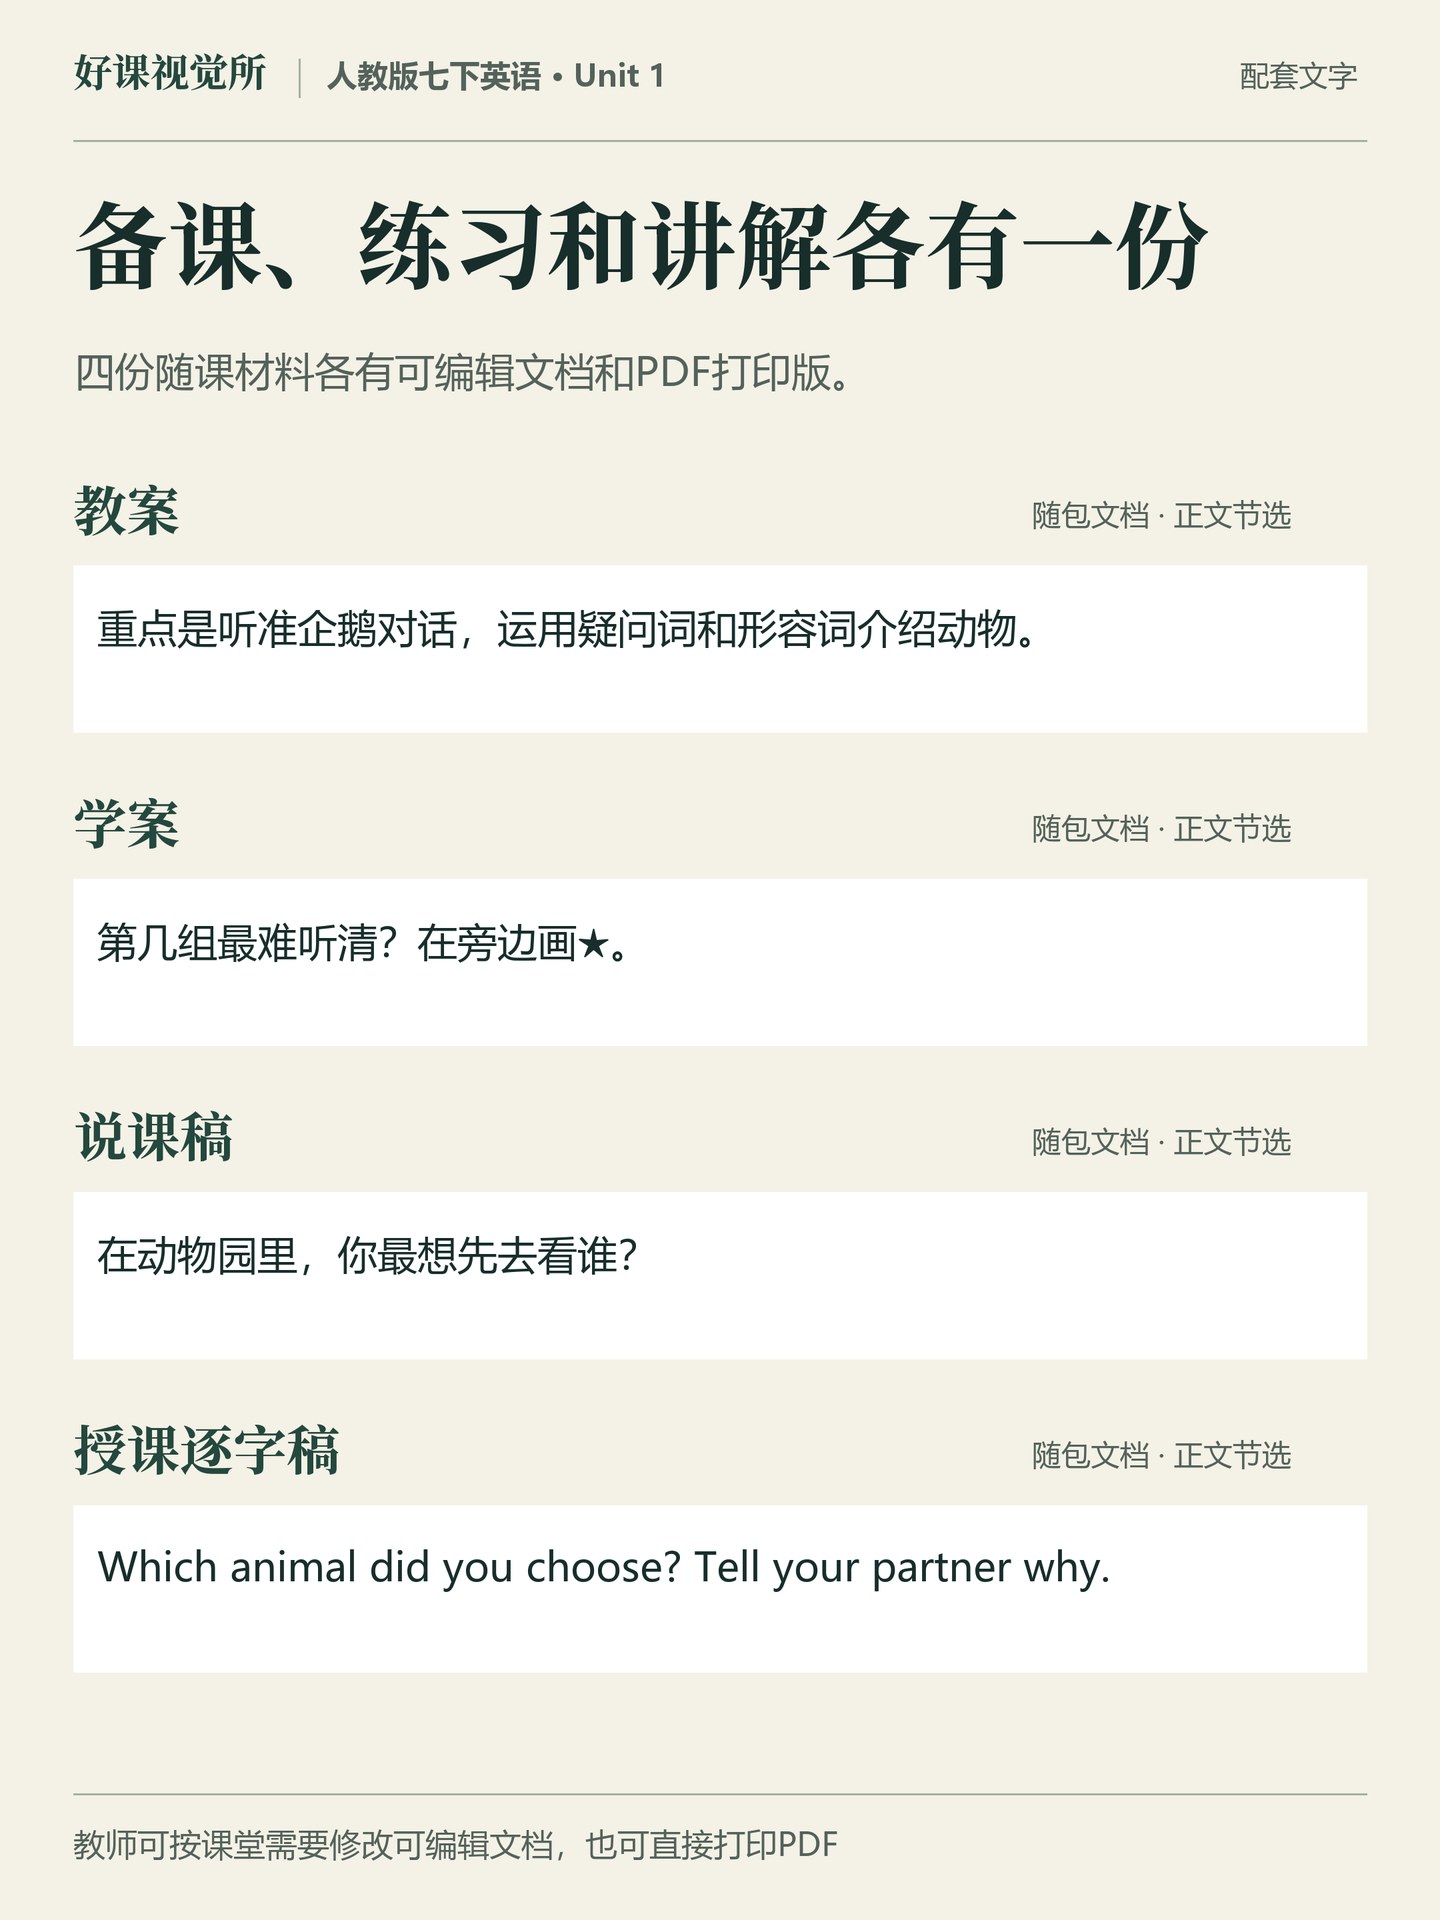 好课视觉所 | 人教版七下英语 • Unit 1 配套文字
备课、练习和讲解各有一份
四份随课材料各有可编辑文档和PDF打印版。
教案 随包文档 · 正文节选
重点是听准企鹅对话，运用疑问词和形容词介绍动物。
学案 随包文档 · 正文节选
第几组最难听清？在旁边画★。
说课稿 随包文档 · 正文节选
在动物园里，你最想先去看谁？
授课逐字稿 随包文档 · 正文节选
Which animal did you choose? Tell your partner why.
教师可按课堂需要修改可编辑文档，也可直接打印PDF